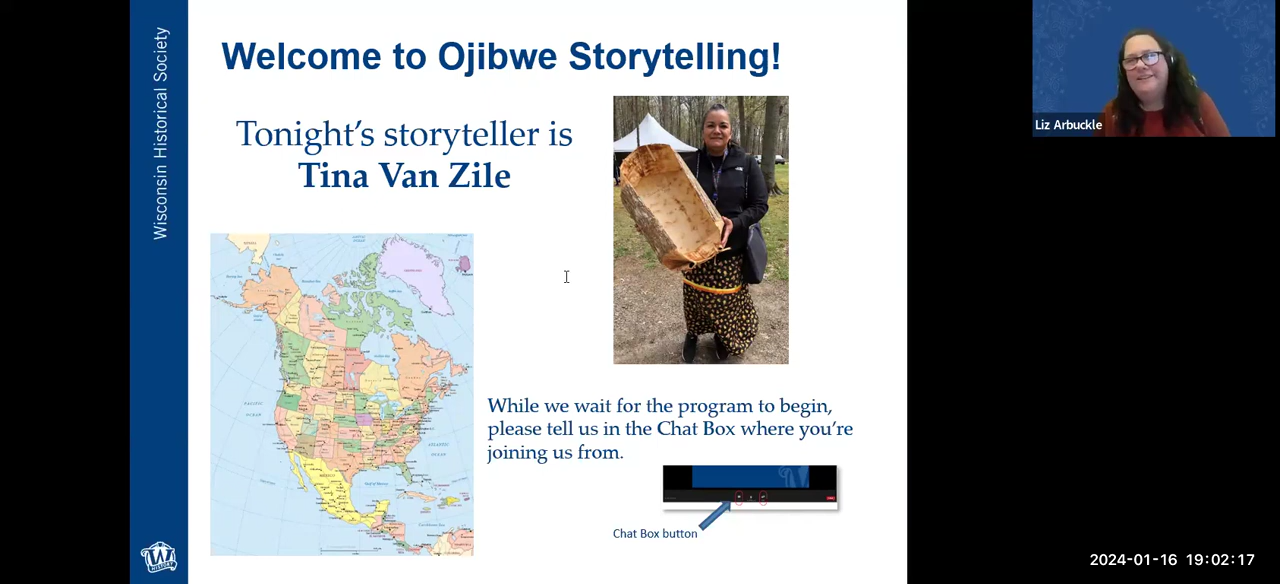 Wisconsin Historical Society
Welcome to Ojibwe Storytelling!
Tonight's storyteller is
Tina Van Zile
While we wait for the program to begin,
please tell us in the Chat Box where you're
joining us from.
Chat Box button
W
HISTORY
Liz Arbuckle
2024-01-16 19:02:17